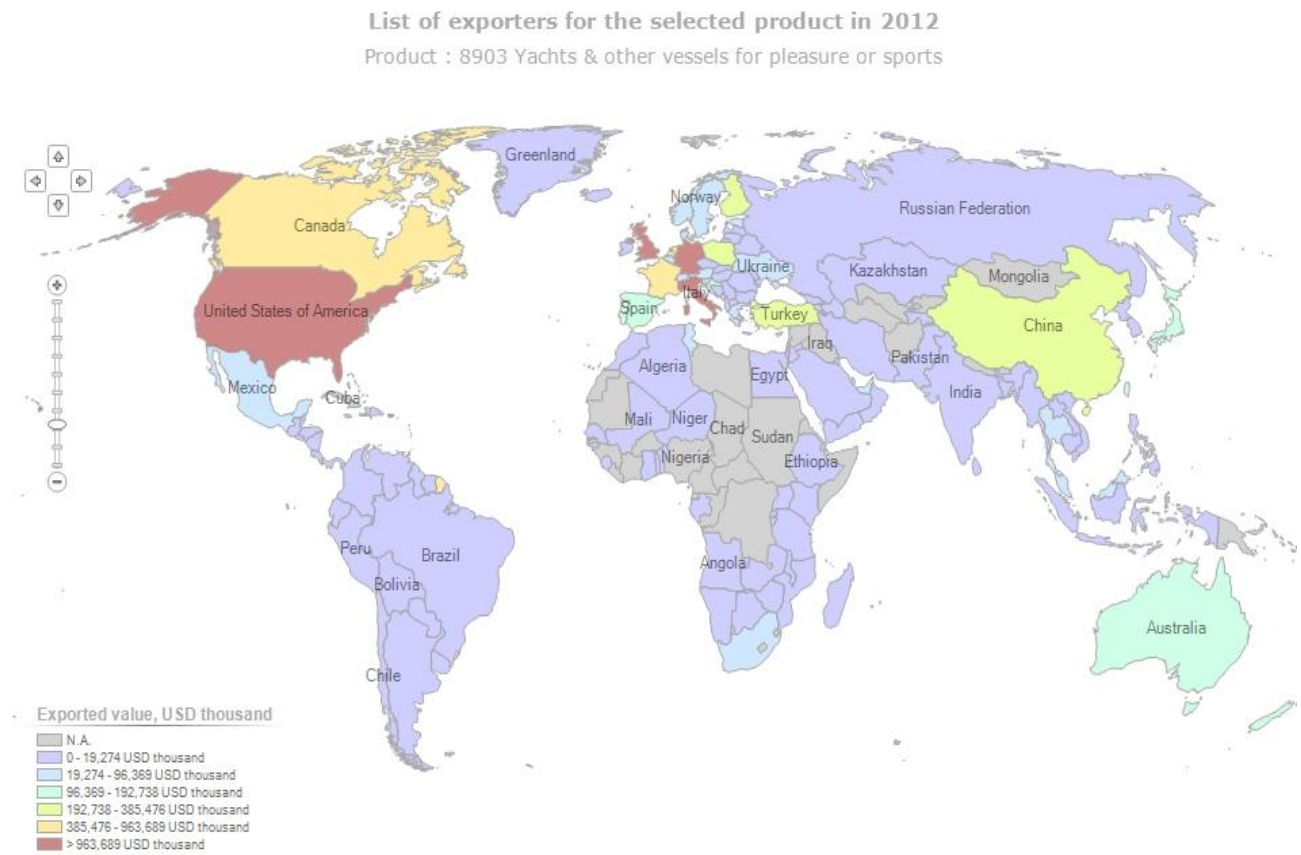 List of exporters for the selected product in 2012
Product : 8903 Yachts & other vessels for pleasure or sports
Greenland
Norway
Russian Federation
Canada
Ukraine
Kazakhstan
Mongolia
Italy
United States of America
Spain
Turkey
China
Iraq
Pakistan
Algeria
Egypt
Mexico
Cuba
India
Mali
Niger
Chad
Sudan
Nigeria
Ethiopia
Peru
Brazil
Angola
Bolivia
Australia
Chile
Exported value, USD thousand
N.A.
0 - 19,274 USD thousand
19,274 - 96,369 USD thousand
96,369 - 192,738 USD thousand
192,738 - 385,476 USD thousand
385,476 - 963,689 USD thousand
> 963,689 USD thousand